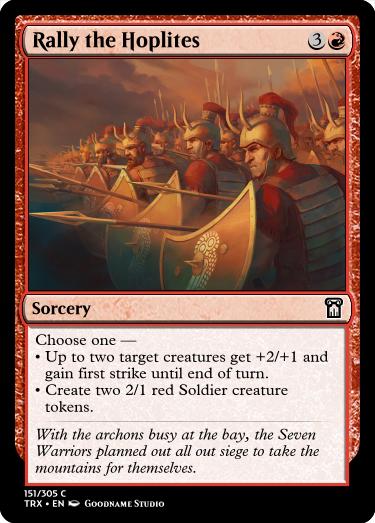 Rally the Hoplites 3
Sorcery
Choose one —
• Up to two target creatures get +2/+1 and
gain first strike until end of turn.
• Create two 2/1 red Soldier creature
tokens.
With the archons busy at the bay, the Seven
Warriors planned out all out siege to take the
mountains for themselves.
151/305 C
TRX • EN GOODNAME STUDIO